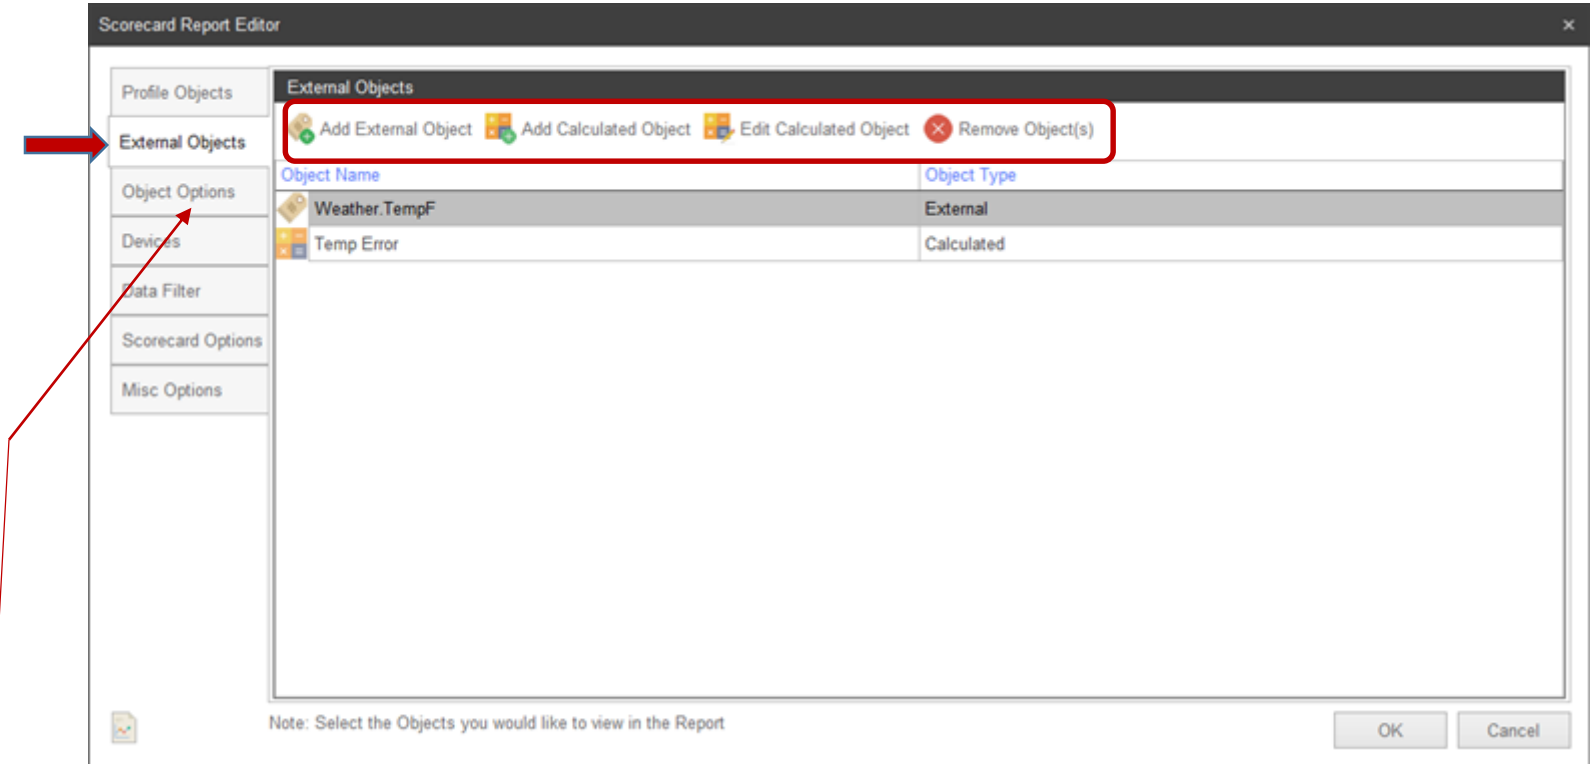 Scorecard Report Editor
Profile Objects
External Objects
Object Options
Devices
Data Filter
Scorecard Options
Misc Options
External Objects
Add External Object Add Calculated Object Edit Calculated Object Remove Object(s)
Object Name Object Type
Weather.TempF External
Temp Error Calculated
Note: Select the Objects you would like to view in the Report
OK Cancel